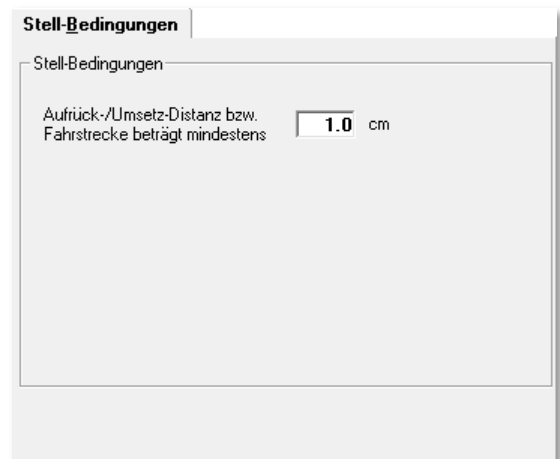 Stell-Bedingungen
Stell-Bedingungen
Aufrück-/Umsetz-Distanz bzw.
Fahrstrecke beträgt mindestens 1.0 cm